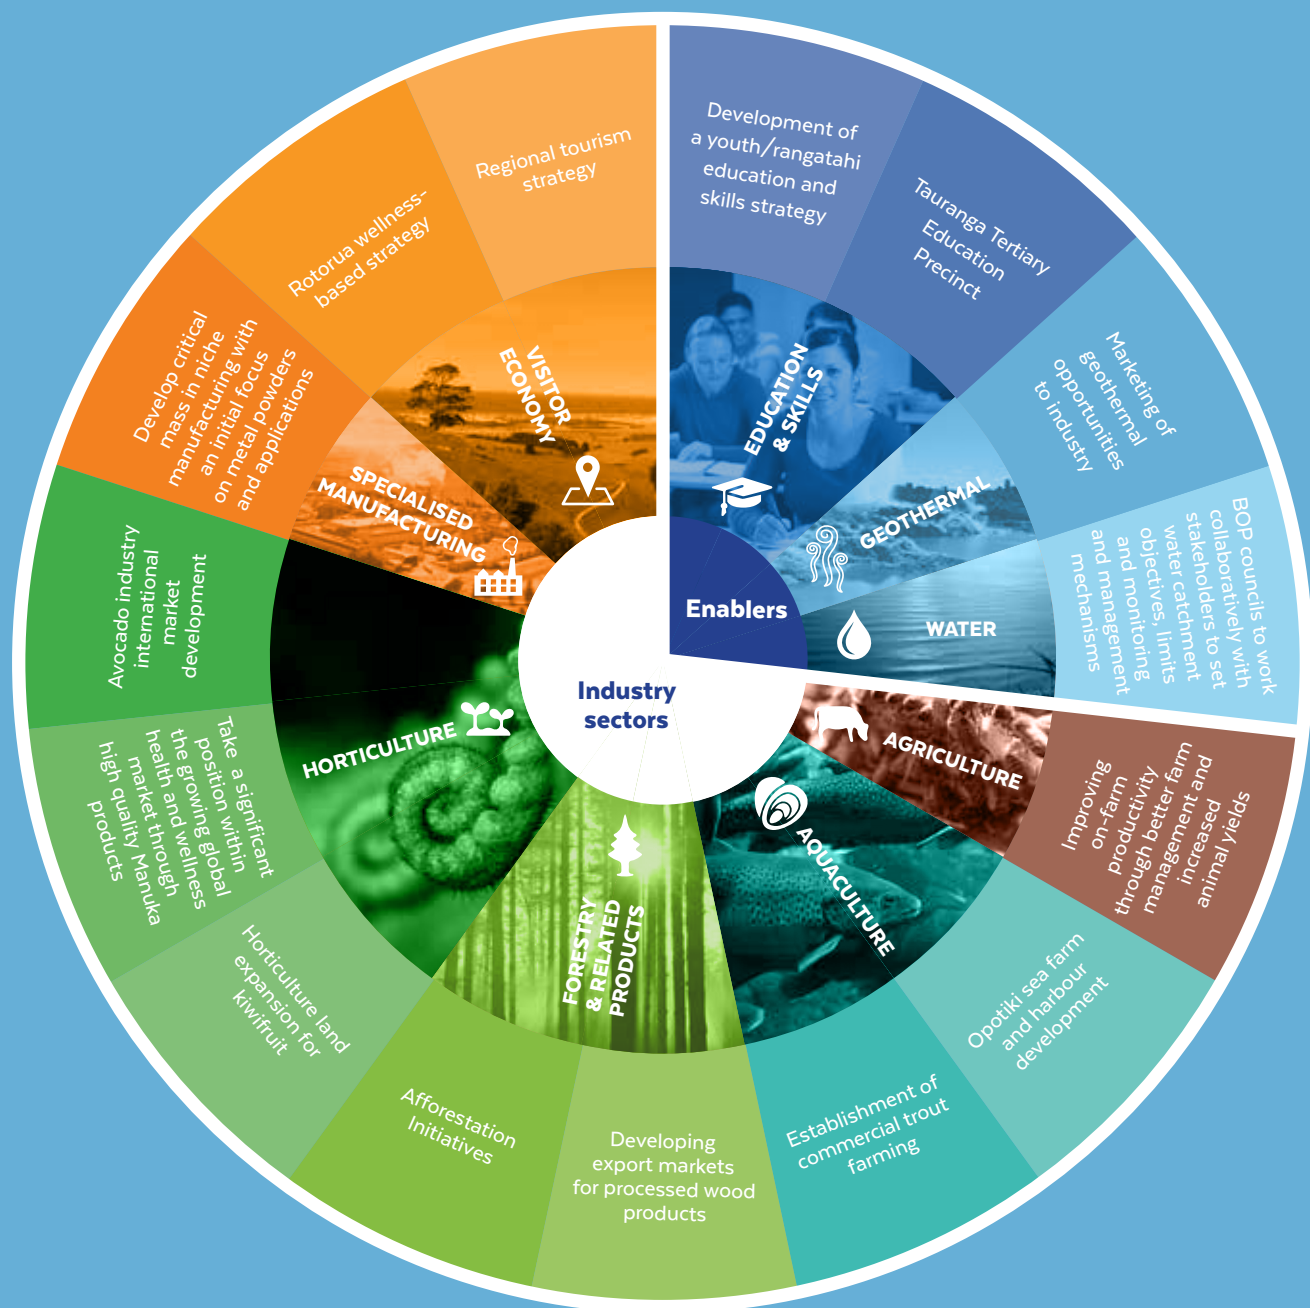 Regional tourism
strategy
Development of
a youth/rangatahi
education and
skills strategy
Tauranga Tertiary
Education
Precinct
Marketing of
geothermal
opportunities
to industry
BOP councils to work
collaboratively with
stakeholders to set
water catchment
objectives, limits
and monitoring
and management
mechanisms
Improving
on-farm
productivity
through better farm
management and
increased
animal yields
Opotiki sea farm
and harbour
development
Establishment of
commercial trout
farming
Developing
export markets
for processed wood
products
Afforestation
Initiatives
Horticulture land
expansion for
kiwifruit
Take a significant
position within
the growing global
health and wellness
market through
high quality Manuka
products
Avocado industry
international
market
development
Develop critical
mass in niche
manufacturing with
an initial focus
on metal powders
and applications
Rotorua wellness-
based strategy
VISITOR
ECONOMY
EDUCATION
& SKILLS
GEOTHERMAL
WATER
AGRICULTURE
AQUACULTURE
FORESTRY
& RELATED
PRODUCTS
HORTICULTURE
SPECIALISED
MANUFACTURING
Enablers
Industry
sectors